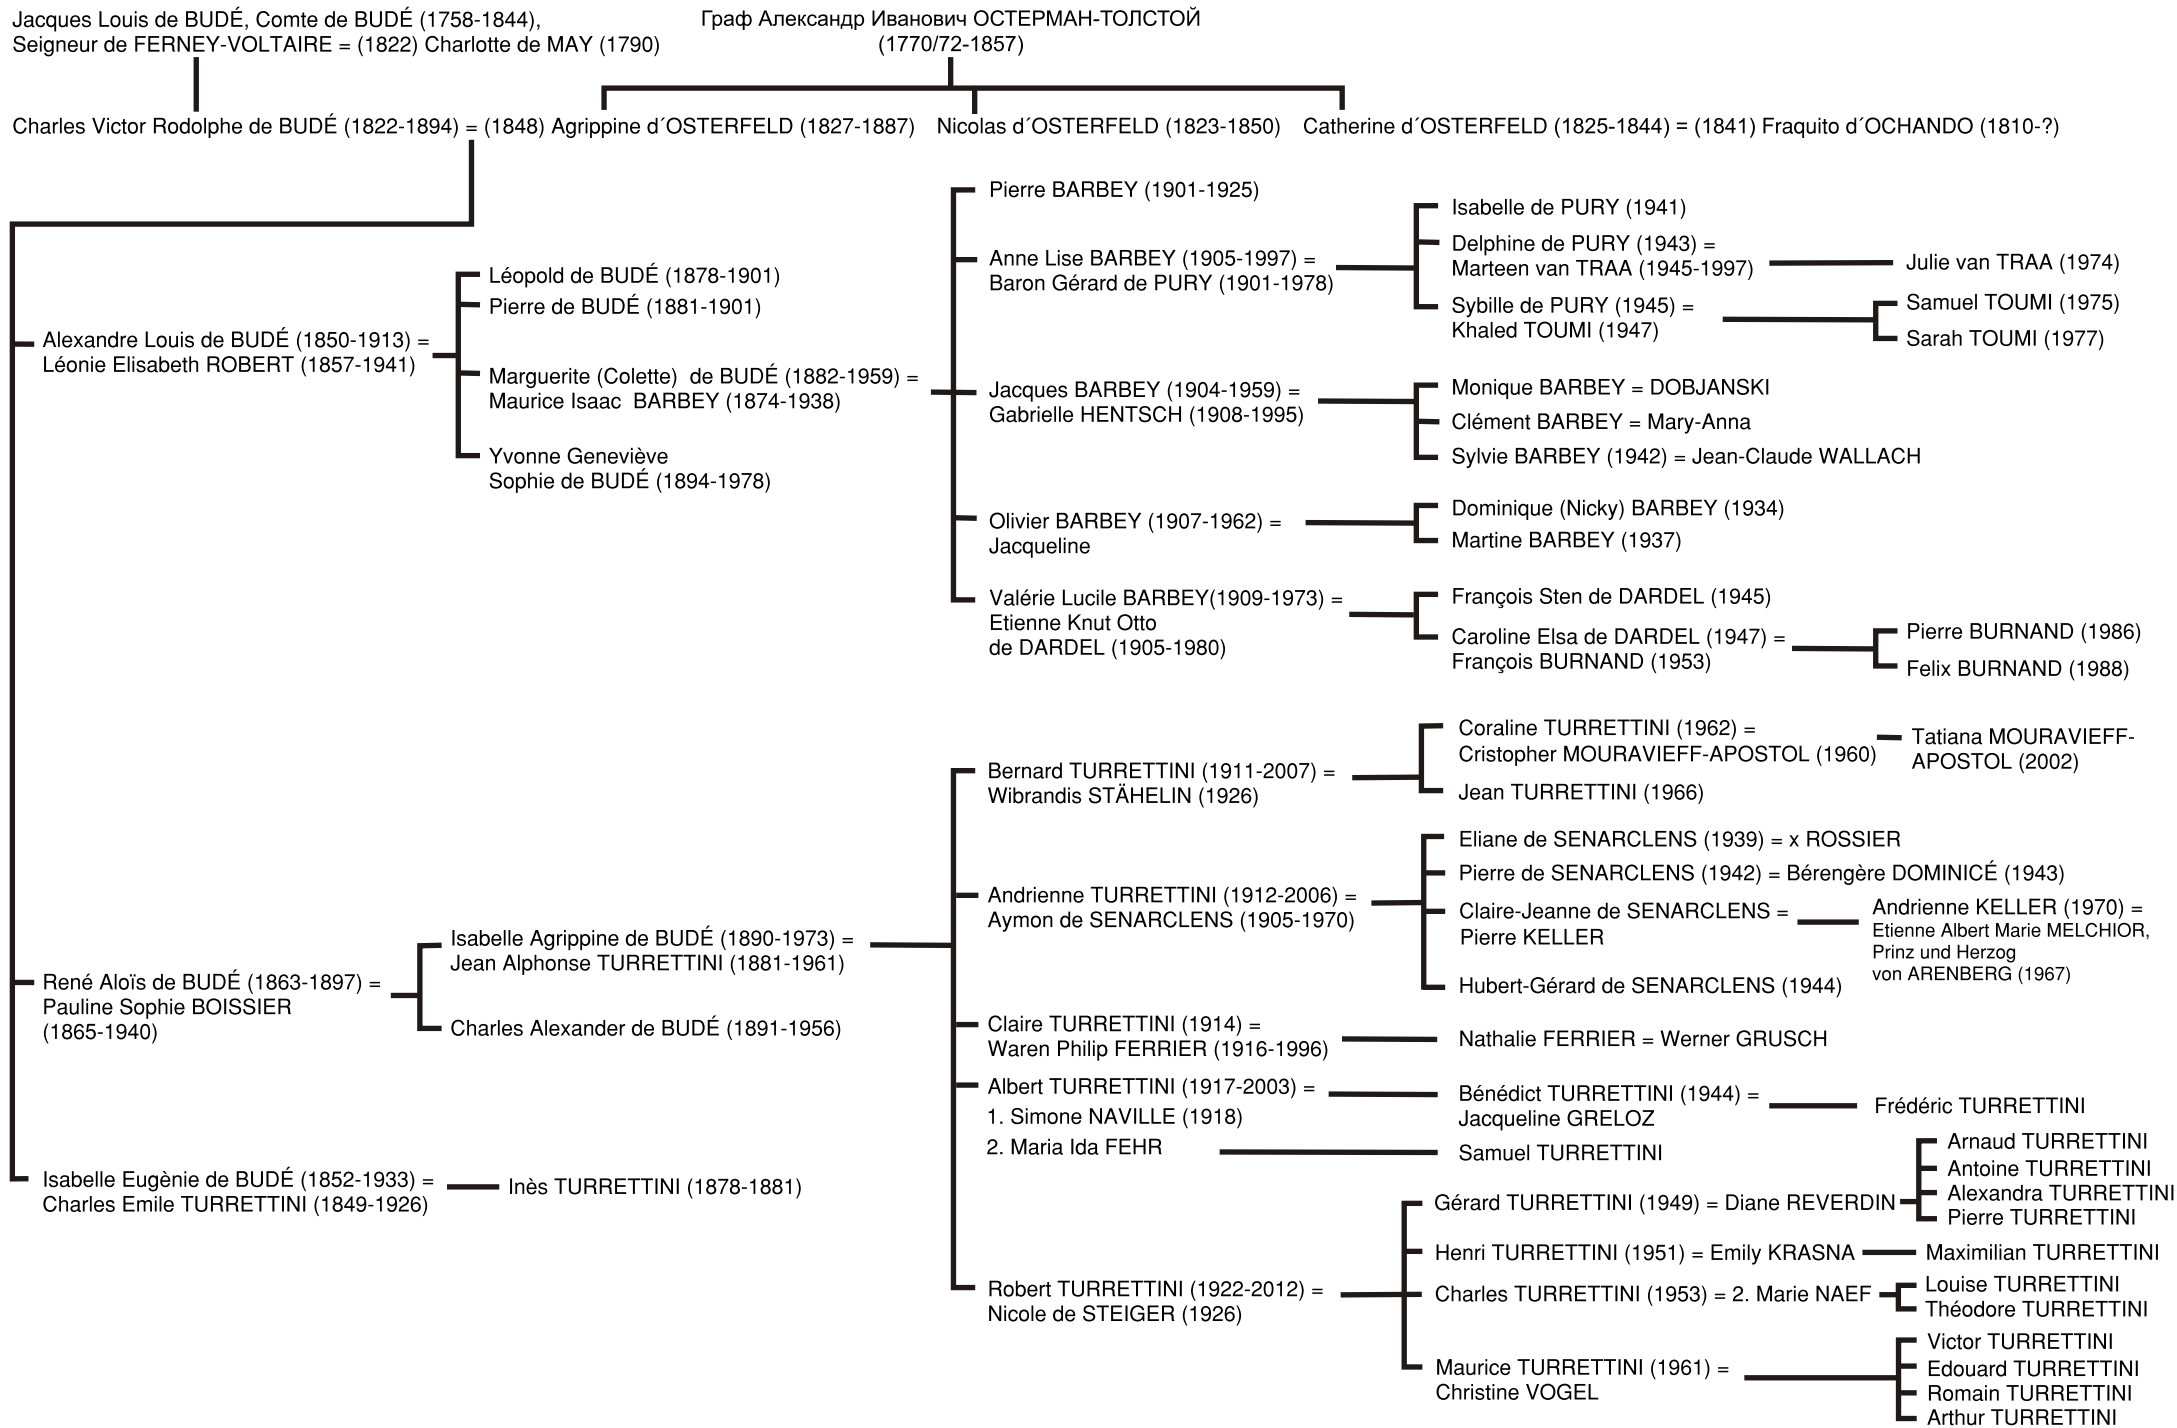 Jacques Louis de BUDÉ, Comte de BUDÉ (1758-1844),
Seigneur de FERNEY-VOLTAIRE = (1822) Charlotte de MAY (1790)
Граф Александр Иванович ОСТЕРМАН-ТОЛСТОЙ
(1770/72-1857)
Charles Victor Rodolphe de BUDÉ (1822-1894) = (1848) Agrippine d´OSTERFELD (1827-1887)
Nicolas d´OSTERFELD (1823-1850)
Catherine d´OSTERFELD (1825-1844) = (1841) Fraquito d´OCHANDO (1810-?)
Alexandre Louis de BUDÉ (1850-1913) =
Léonie Elisabeth ROBERT (1857-1941)
Léopold de BUDÉ (1878-1901)
Pierre de BUDÉ (1881-1901)
Marguerite (Colette)  de BUDÉ (1882-1959) =
Maurice Isaac  BARBEY (1874-1938)
Yvonne Geneviève
Sophie de BUDÉ (1894-1978)
Pierre BARBEY (1901-1925)
Anne Lise BARBEY (1905-1997) =
Baron Gérard de PURY (1901-1978)
Isabelle de PURY (1941)
Delphine de PURY (1943) =
Marteen van TRAA (1945-1997)
Julie van TRAA (1974)
Sybille de PURY (1945) =
Khaled TOUMI (1947)
Samuel TOUMI (1975)
Sarah TOUMI (1977)
Jacques BARBEY (1904-1959) =
Gabrielle HENTSCH (1908-1995)
Monique BARBEY = DOBJANSKI
Clément BARBEY = Mary-Anna
Sylvie BARBEY (1942) = Jean-Claude WALLACH
Olivier BARBEY (1907-1962) =
Jacqueline
Dominique (Nicky) BARBEY (1934)
Martine BARBEY (1937)
Valérie Lucile BARBEY(1909-1973) =
Etienne Knut Otto
de DARDEL (1905-1980)
François Sten de DARDEL (1945)
Caroline Elsa de DARDEL (1947) =
François BURNAND (1953)
Pierre BURNAND (1986)
Felix BURNAND (1988)
René Aloïs de BUDÉ (1863-1897) =
Pauline Sophie BOISSIER
(1865-1940)
Isabelle Agrippine de BUDÉ (1890-1973) =
Jean Alphonse TURRETTINI (1881-1961)
Charles Alexander de BUDÉ (1891-1956)
Bernard TURRETTINI (1911-2007) =
Wibrandis STÄHELIN (1926)
Coraline TURRETTINI (1962) =
Cristopher MOURAVIEFF-APOSTOL (1960)
Tatiana MOURAVIEFF-
APOSTOL (2002)
Jean TURRETTINI (1966)
Andrienne TURRETTINI (1912-2006) =
Aymon de SENARCLENS (1905-1970)
Eliane de SENARCLENS (1939) = x ROSSIER
Pierre de SENARCLENS (1942) = Bérengère DOMINICÉ (1943)
Claire-Jeanne de SENARCLENS =
Pierre KELLER
Andrienne KELLER (1970) =
Etienne Albert Marie MELCHIOR,
Prinz und Herzog
von ARENBERG (1967)
Hubert-Gérard de SENARCLENS (1944)
Claire TURRETTINI (1914) =
Waren Philip FERRIER (1916-1996)
Nathalie FERRIER = Werner GRUSCH
Albert TURRETTINI (1917-2003) =
1. Simone NAVILLE (1918)
2. Maria Ida FEHR
Bénédict TURRETTINI (1944) =
Jacqueline GRELOZ
Frédéric TURRETTINI
Samuel TURRETTINI
Isabelle Eugènie de BUDÉ (1852-1933) =
Charles Emile TURRETTINI (1849-1926)
Inès TURRETTINI (1878-1881)
Robert TURRETTINI (1922-2012) =
Nicole de STEIGER (1926)
Gérard TURRETTINI (1949) = Diane REVERDIN
Arnaud TURRETTINI
Antoine TURRETTINI
Alexandra TURRETTINI
Pierre TURRETTINI
Henri TURRETTINI (1951) = Emily KRASNA
Maximilian TURRETTINI
Charles TURRETTINI (1953) = 2. Marie NAEF
Louise TURRETTINI
Théodore TURRETTINI
Maurice TURRETTINI (1961) =
Christine VOGEL
Victor TURRETTINI
Edouard TURRETTINI
Romain TURRETTINI
Arthur TURRETTINI